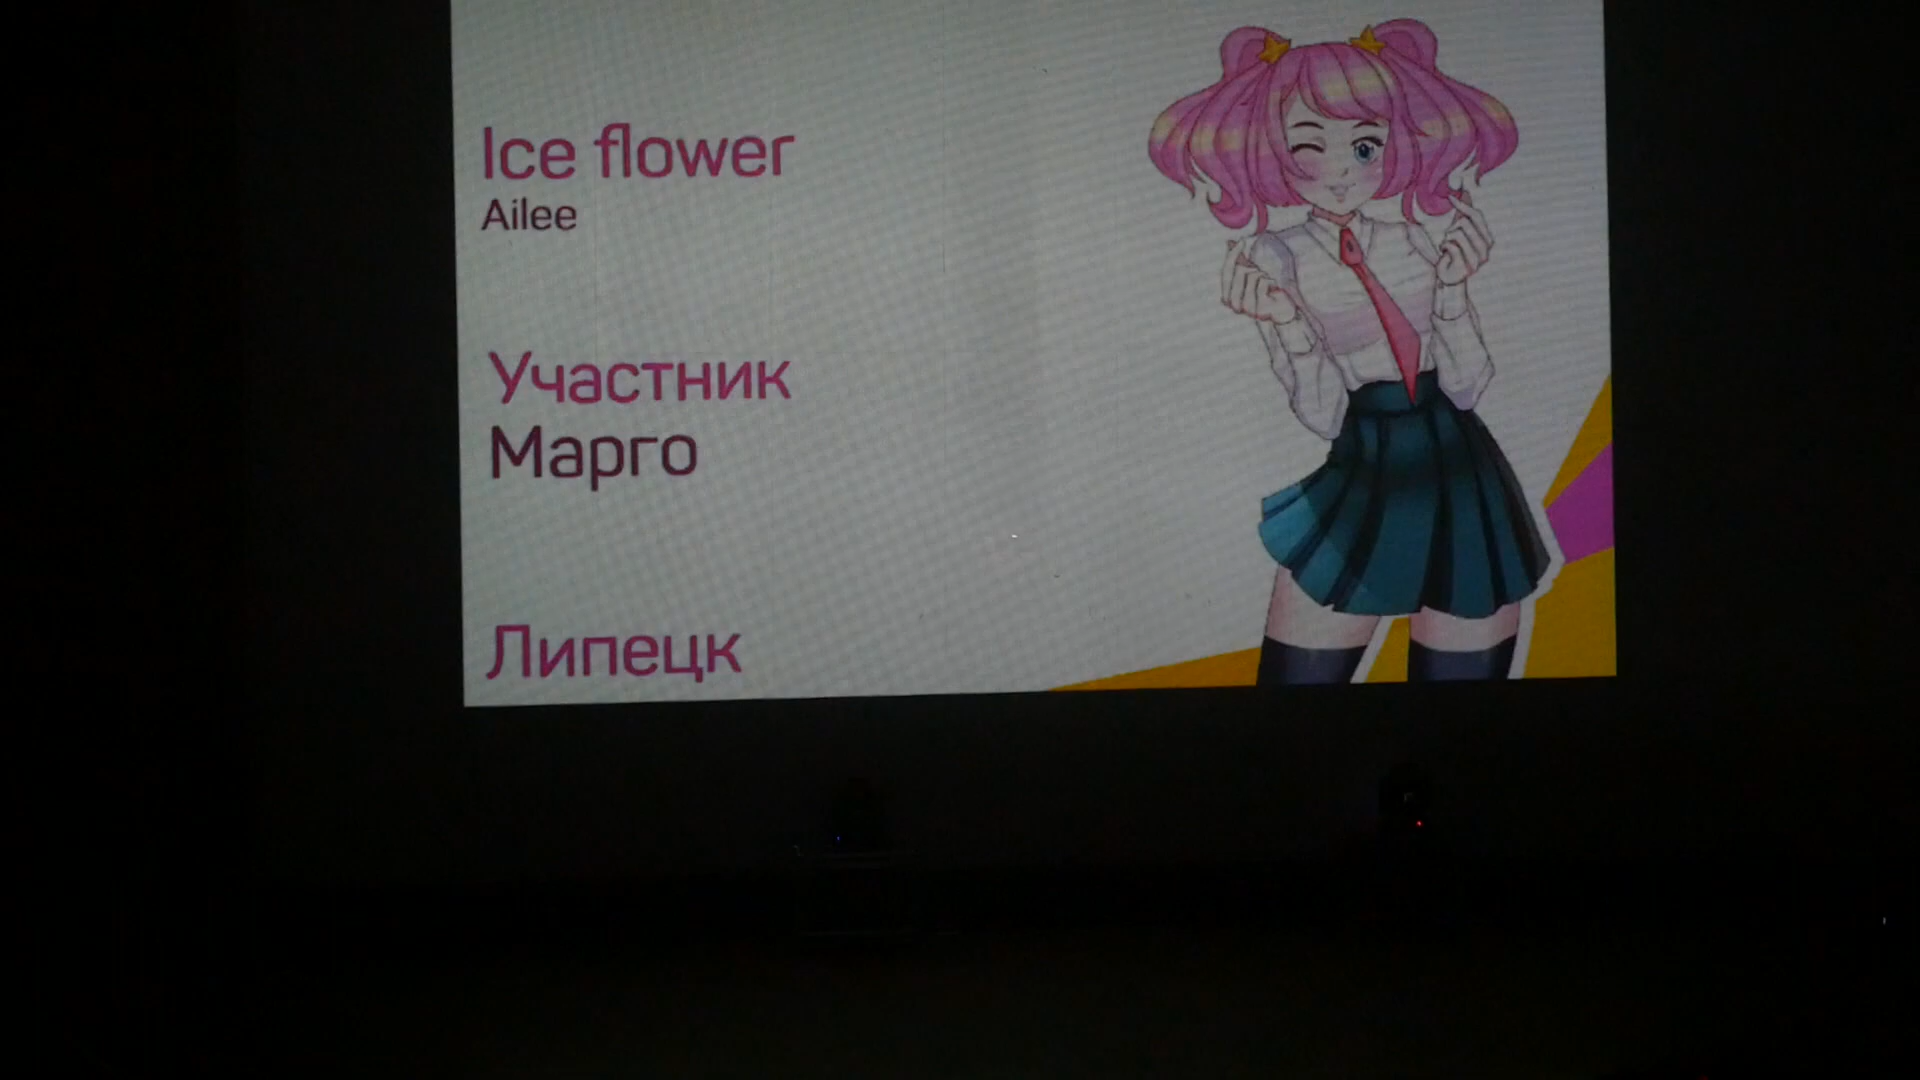 Ice flower
Ailee
Участник
Марго
Липецк